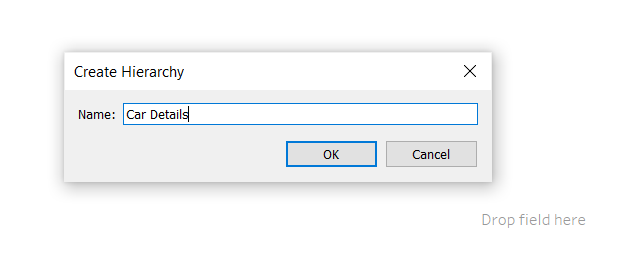 Create Hierarchy
Name: Car Details
OK Cancel
Drop field here